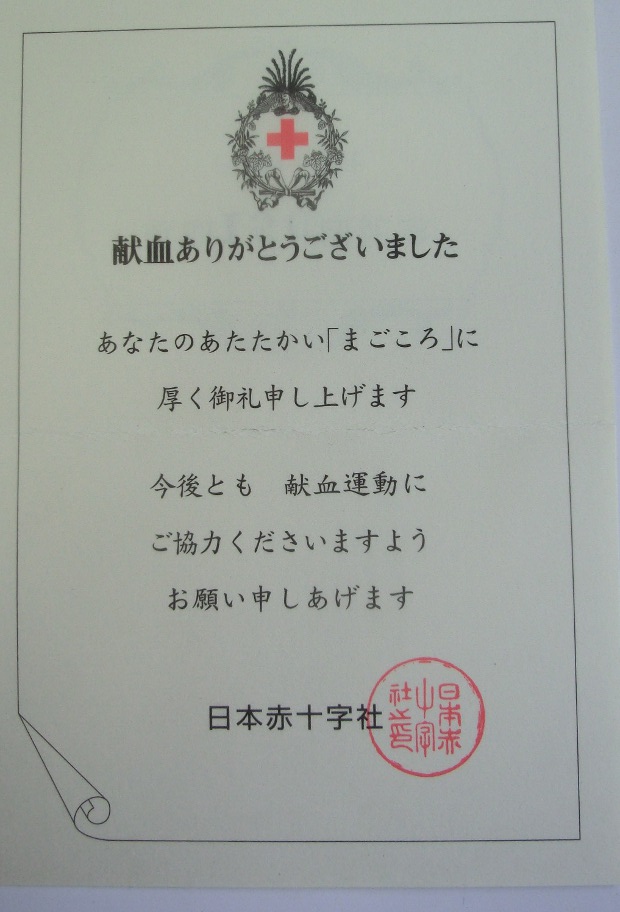 献血ありがとうございました
あなたのあたたかい「まごころ」に
厚く御礼申し上げます
今後とも　献血運動に
ご協力くださいますよう
お願い申しあげます
日本赤十字社
日本赤
十字
社之印